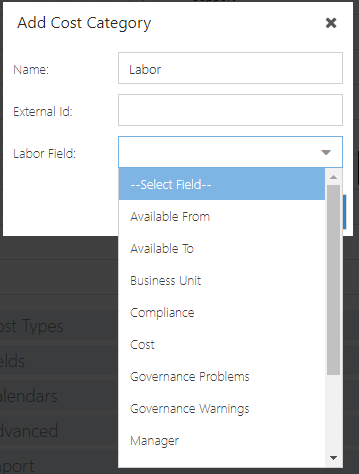 Add Cost Category
Name:
Labor
External Id:
Labor Field:
--Select Field--
Available From
Available To
Business Unit
Compliance
Cost
Governance Problems
Governance Warnings
Manager
ost Types
elds
alendars
dvanced
mport